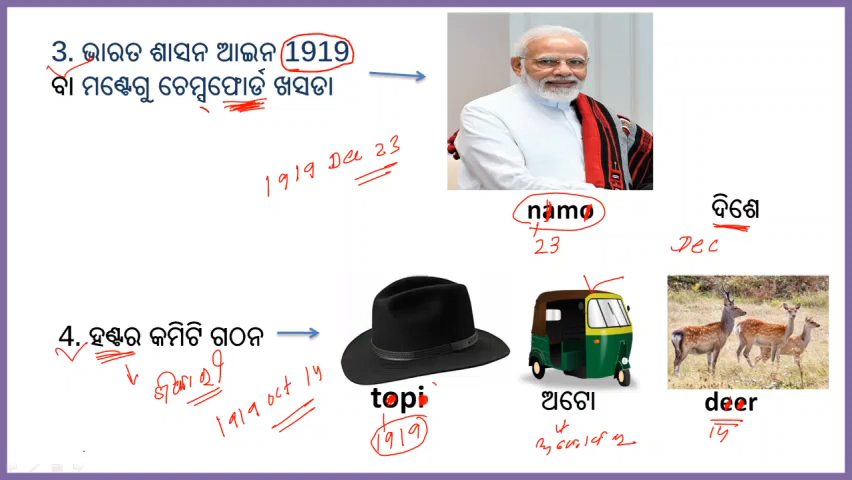 3. ଭାରତ ଶାସନ ଆଇନ 1919
ବା ମଣ୍ଟେଗୁ ଚେମ୍ସଫୋର୍ଡ ଖସଡା
1919 Dec 23
namo
ଦିଶେ
23
Dec
4. ହଣ୍ଟର କମିଟି ଗଠନ
1919 oct 14
topi
ଅଟୋ
deer
1919
14